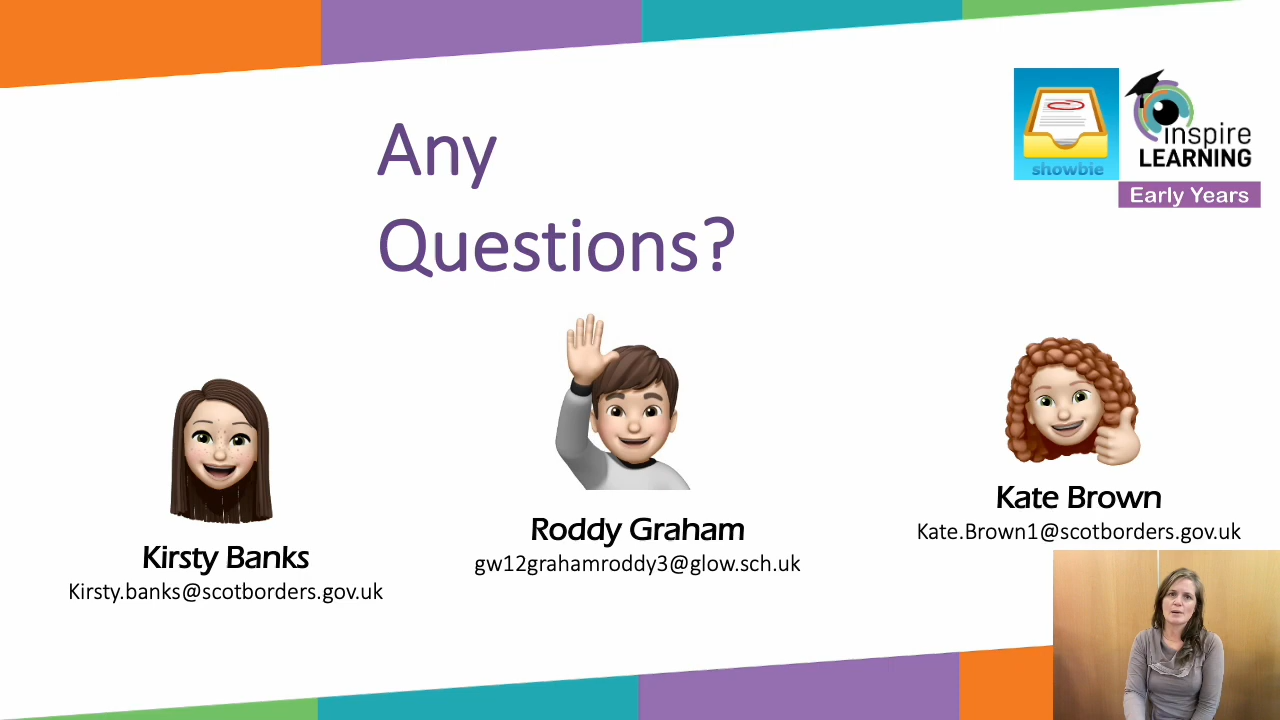 Any
Questions?
showbie
inspire
LEARNING
Early Years
Kirsty Banks
Kirsty.banks@scotborders.gov.uk
Roddy Graham
gw12grahamroddy3@glow.sch.uk
Kate Brown
Kate.Brown1@scotborders.gov.uk